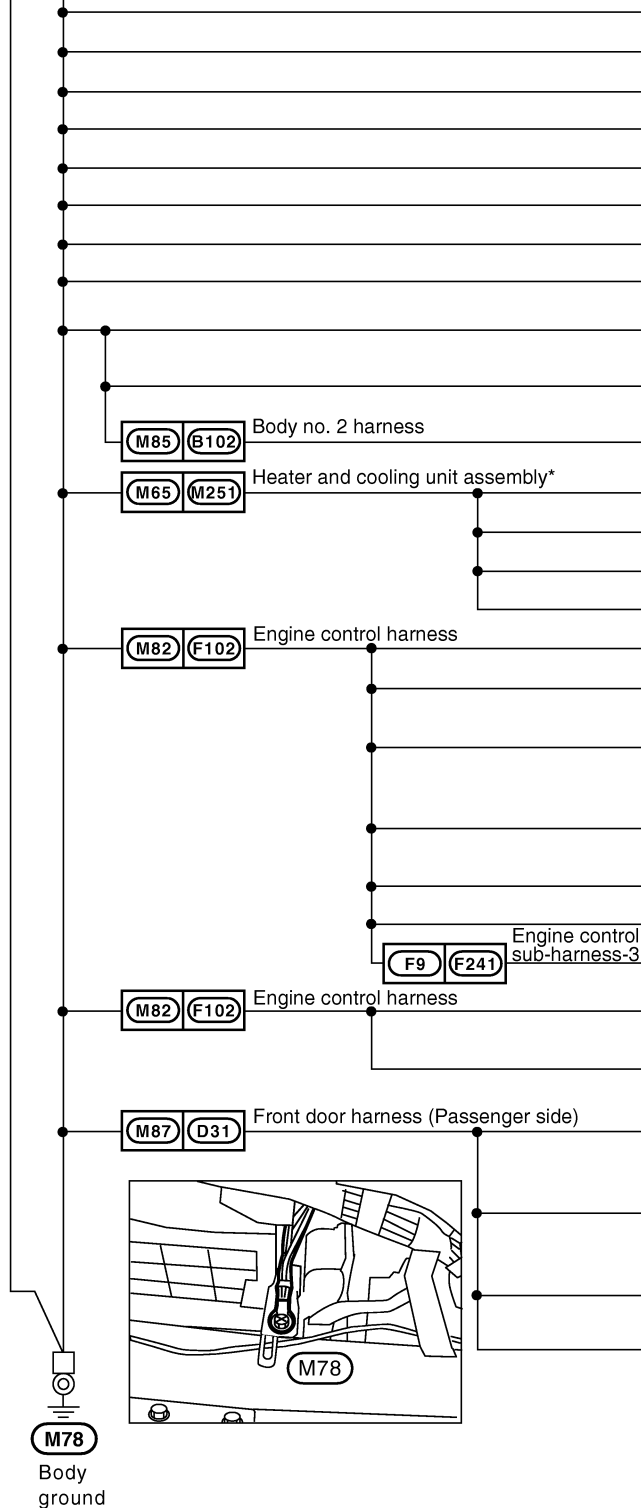 Body no. 2 harness
M85 B102
Heater and cooling unit assembly*
M65 M251
Engine control harness
M82 F102
Engine control
sub-harness-3
F9 F241
Engine control harness
M82 F102
Front door harness (Passenger side)
M87 D31
M78
M78
Body
ground